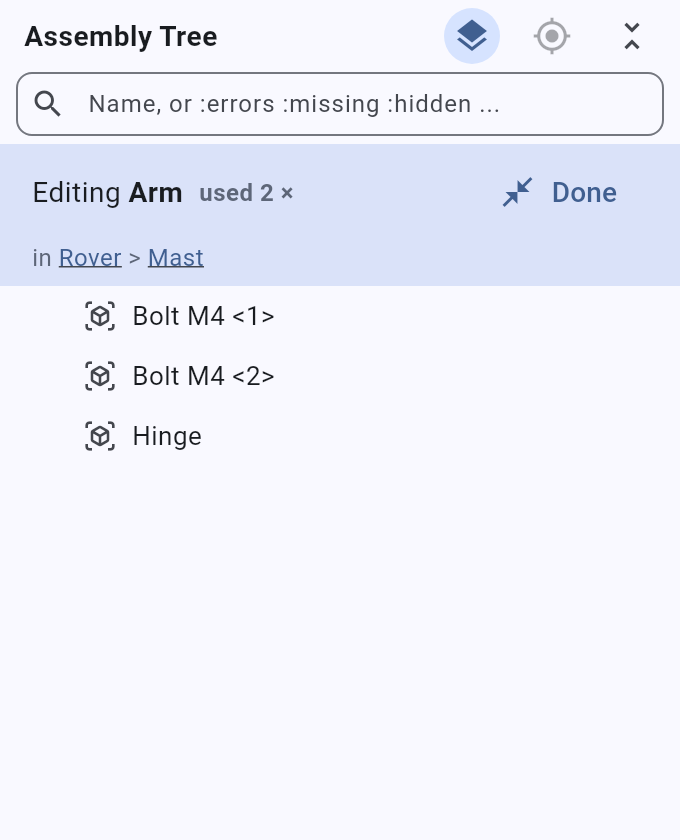 Assembly Tree
Name, or :errors :missing :hidden ...
Editing Arm used 2 × Done
in Rover > Mast
Bolt M4 <1>
Bolt M4 <2>
Hinge